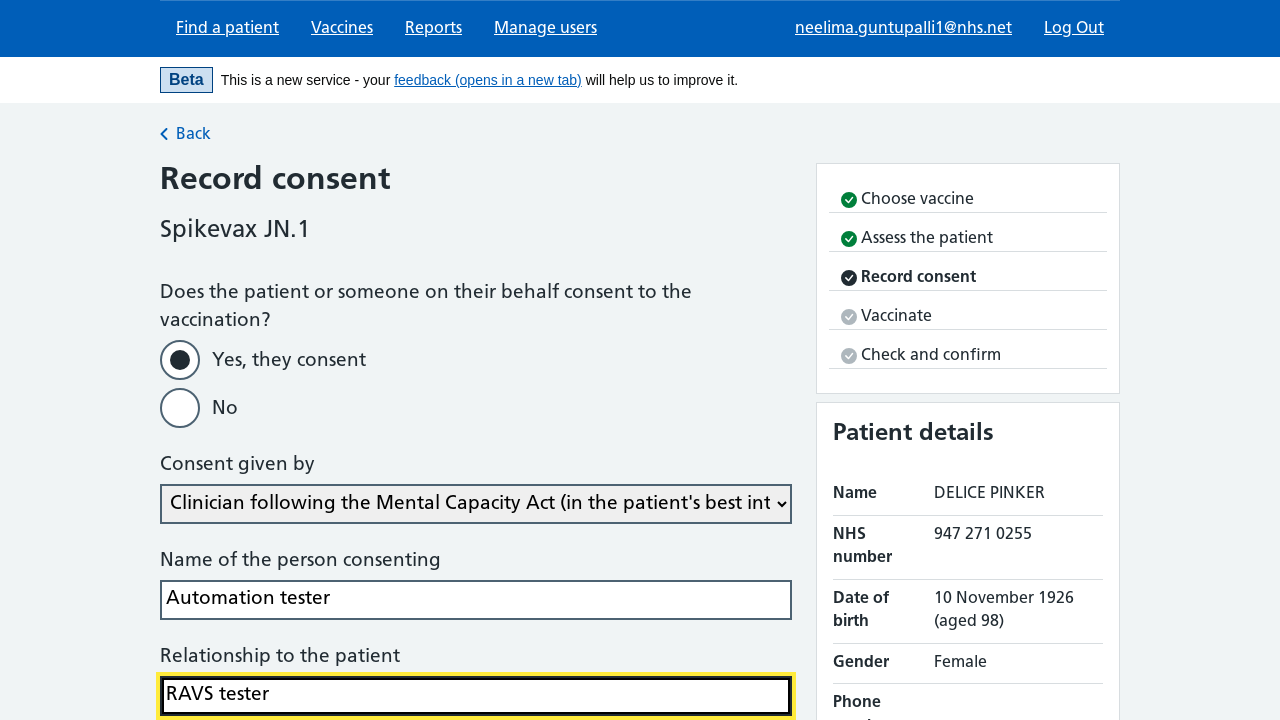 Find a patient
Vaccines
Reports
Manage users
neelima.guntupalli1@nhs.net
Log Out
Beta
This is a new service - your feedback (opens in a new tab) will help us to improve it.
Back
Record consent
Spikevax JN.1
Does the patient or someone on their behalf consent to the
vaccination?
Yes, they consent
No
Consent given by
Clinician following the Mental Capacity Act (in the patient's best int
Name of the person consenting
Automation tester
Relationship to the patient
RAVS tester
Choose vaccine
Assess the patient
Record consent
Vaccinate
Check and confirm
Patient details
Name DELICE PINKER
NHS 947 271 0255
number
Date of 10 November 1926
birth (aged 98)
Gender Female
Phone